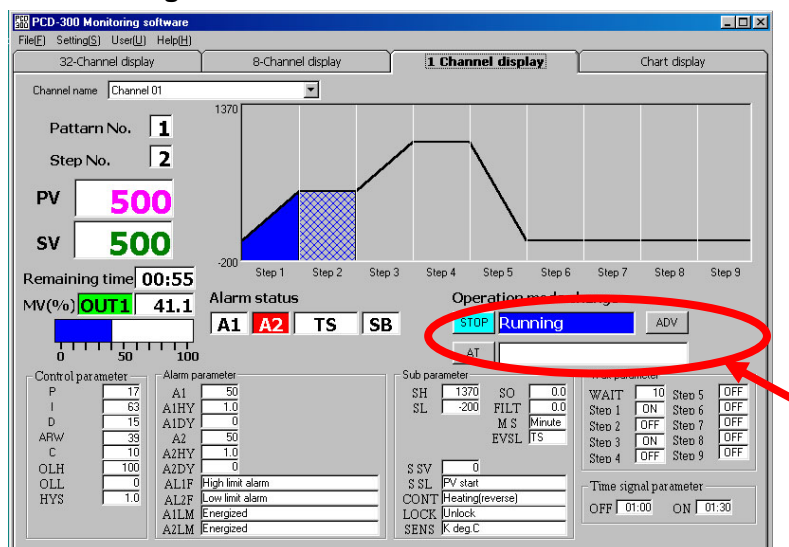 PCD-300 Monitoring software
File(F) Setting(S) User(U) Help(H)
32-Channel display 8-Channel display 1 Channel display Chart display
Channel name Channel 01
1370
-200
Pattarn No. 1
Step No. 2
PV 500
SV 500
Remaining time 00:55
MV(%) OUT1 41.1
0 50 100
Step 1 Step 2 Step 3 Step 4 Step 5 Step 6 Step 7 Step 8 Step 9
Alarm status
A1 A2 TS SB
Operation mode
STOP Running ADV
AT
Control parameter
P 17
I 63
D 15
ARW 39
C 10
OLH 100
OLL 0
HYS 1.0
Alarm parameter
A1 50
A1HY 1.0
A1DY 0
A2 50
A2HY 1.0
A2DY 0
AL1F High limit alarm
AL2F Low limit alarm
A1LM Energized
A2LM Energized
Sub parameter
SH 1370 SO 0.0
SL -200 FILT 0.0
M S Minute
EVSL TS
S SV 0
S SL PV start
CONT Heating(reverse)
LOCK Unlock
SENS K deg.C
parameter
WAIT 10 Step 5 OFF
Step 1 ON Step 6 OFF
Step 2 OFF Step 7 OFF
Step 3 ON Step 8 OFF
Step 4 OFF Step 9 OFF
Time signal parameter
OFF 01:00 ON 01:30